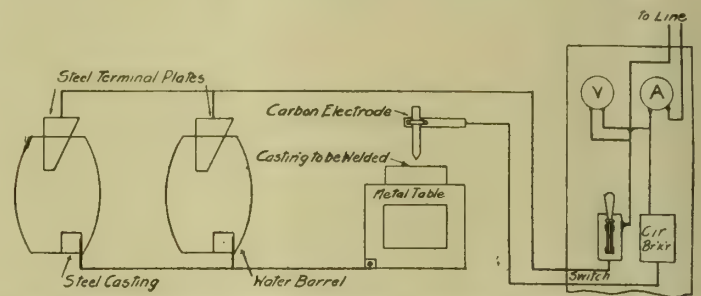 to Line
Steel Terminal Plates
V
A
Carbon Electrode
Casting to be Welded
Metal Table
Cir
Br'k'r
Switch
Steel Casting
Water Barrel